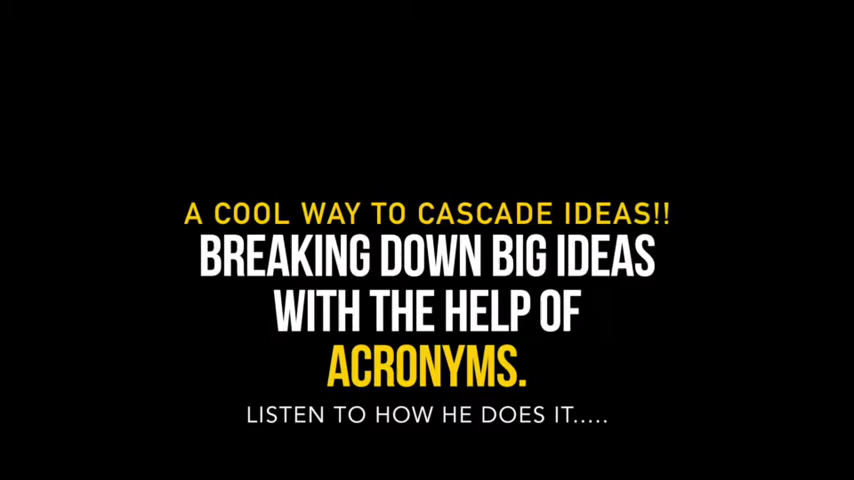 A COOL WAY TO CASCADE IDEAS!!
BREAKING DOWN BIG IDEAS
WITH THE HELP OF
ACRONYMS.
LISTEN TO HOW HE DOES IT.....